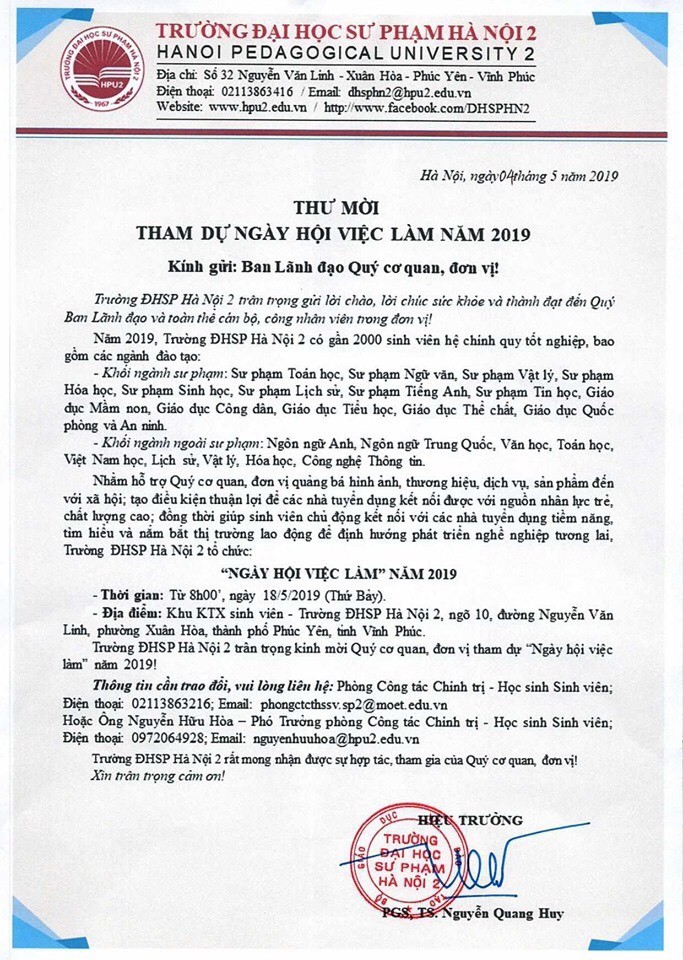 TRƯỜNG ĐẠI HỌC SƯ PHẠM HÀ NỘI 2
HANOI PEDAGOGICAL UNIVERSITY 2
Địa chỉ: Số 32 Nguyễn Văn Linh - Xuân Hòa - Phúc Yên - Vĩnh Phúc
Điện thoại: 02113863416 / Email: dhsphn2@hpu2.edu.vn
Website: www.hpu2.edu.vn / http://www.facebook.com/DHSPHN2
TRƯỜNG ĐẠI HỌC SƯ PHẠM HÀ NỘI 2
HPU2
1967
Hà Nội, ngày 04 tháng 5 năm 2019
THƯ MỜI
THAM DỰ NGÀY HỘI VIỆC LÀM NĂM 2019
Kính gửi: Ban Lãnh đạo Quý cơ quan, đơn vị!
Trường ĐHSP Hà Nội 2 trân trọng gửi lời chào, lời chúc sức khỏe và thành đạt đến Quý
Ban Lãnh đạo và toàn thể cán bộ, công nhân viên trong đơn vị!
Năm 2019, Trường ĐHSP Hà Nội 2 có gần 2000 sinh viên hệ chính quy tốt nghiệp, bao
gồm các ngành đào tạo:
- Khối ngành sư phạm: Sư phạm Toán học, Sư phạm Ngữ văn, Sư phạm Vật lý, Sư phạm
Hóa học, Sư phạm Sinh học, Sư phạm Lịch sử, Sư phạm Tiếng Anh, Sư phạm Tin học, Giáo
dục Mầm non, Giáo dục Công dân, Giáo dục Tiểu học, Giáo dục Thể chất, Giáo dục Quốc
phòng và An ninh.
- Khối ngành ngoài sư phạm: Ngôn ngữ Anh, Ngôn ngữ Trung Quốc, Văn học, Toán học,
Việt Nam học, Lịch sử, Vật lý, Hóa học, Công nghệ Thông tin.
Nhằm hỗ trợ Quý cơ quan, đơn vị quảng bá hình ảnh, thương hiệu, dịch vụ, sản phẩm đến
với xã hội; tạo điều kiện thuận lợi để các nhà tuyển dụng kết nối được với nguồn nhân lực trẻ,
chất lượng cao; đồng thời giúp sinh viên chủ động kết nối với các nhà tuyển dụng tiềm năng,
tìm hiểu và nắm bắt thị trường lao động để định hướng phát triển nghề nghiệp tương lai,
Trường ĐHSP Hà Nội 2 tổ chức:
“NGÀY HỘI VIỆC LÀM” NĂM 2019
- Thời gian: Từ 8h00’, ngày 18/5/2019 (Thứ Bảy).
- Địa điểm: Khu KTX sinh viên - Trường ĐHSP Hà Nội 2, ngõ 10, đường Nguyễn Văn
Linh, phường Xuân Hòa, thành phố Phúc Yên, tỉnh Vĩnh Phúc.
Trường ĐHSP Hà Nội 2 trân trọng kính mời Quý cơ quan, đơn vị tham dự “Ngày hội việc
làm” năm 2019!
Thông tin cần trao đổi, vui lòng liên hệ: Phòng Công tác Chính trị - Học sinh Sinh viên;
Điện thoại: 02113863216; Email: phongctcthssv.sp2@moet.edu.vn
Hoặc Ông Nguyễn Hữu Hòa – Phó Trưởng phòng Công tác Chính trị - Học sinh Sinh viên;
Điện thoại: 0972064928; Email: nguyenhuuhoa@hpu2.edu.vn
Trường ĐHSP Hà Nội 2 rất mong nhận được sự hợp tác, tham gia của Quý cơ quan, đơn vị!
Xin trân trọng cảm ơn!
HIỆU TRƯỞNG
BỘ GIÁO DỤC ĐÀO TẠO
TRƯỜNG
ĐẠI HỌC
SƯ PHẠM
HÀ NỘI 2
PGS, TS. Nguyễn Quang Huy